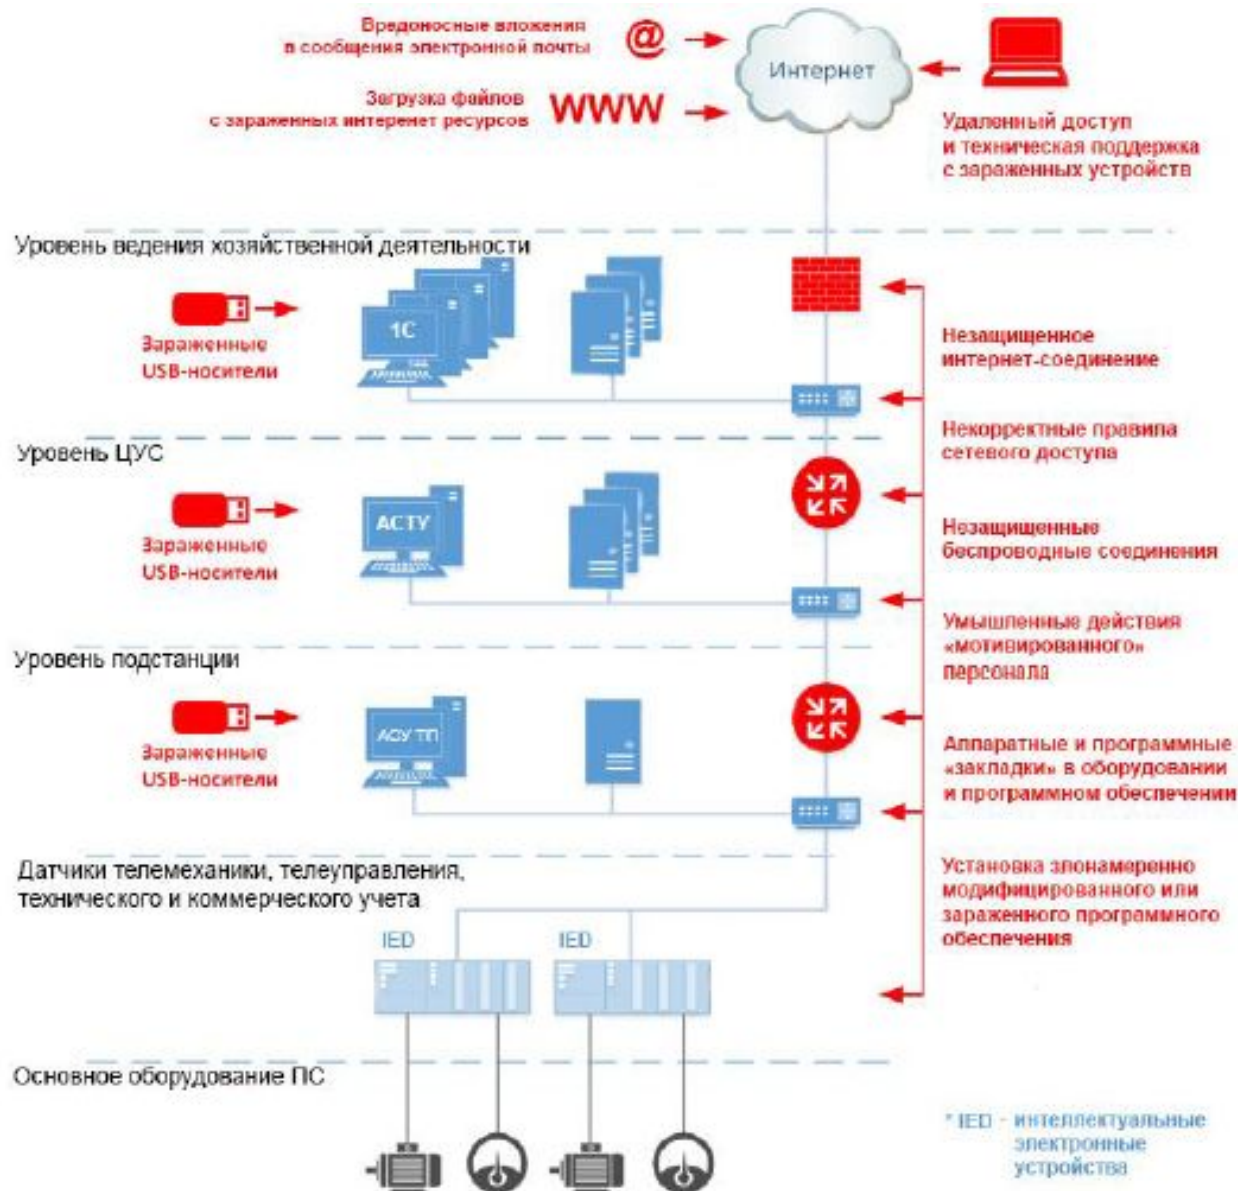 Вредоносные вложения
в сообщения электронной почты
@
Интернет
Загрузка файлов
с зараженных интеренет ресурсов
WWW
Удаленный доступ
и техническая поддержка
с зараженных устройств
Уровень ведения хозяйственной деятельности
1С
Зараженные
USB-носители
Незащищенное
интернет-соединение
Некорректные правила
сетевого доступа
Уровень ЦУС
АСТУ
Зараженные
USB-носители
Незащищенные
беспроводные соединения
Умышленные действия
«мотивированного»
персонала
Уровень подстанции
АСУ ТП
Зараженные
USB-носители
Аппаратные и программные
«закладки» в оборудовании
и программном обеспечении
Датчики телемеханики, телеуправления,
технического и коммерческого учета
Установка злонамеренно
модифицированного или
зараженного программного
обеспечения
IED
IED
Основное оборудование ПС
* IED - интеллектуальные
электронные
устройства